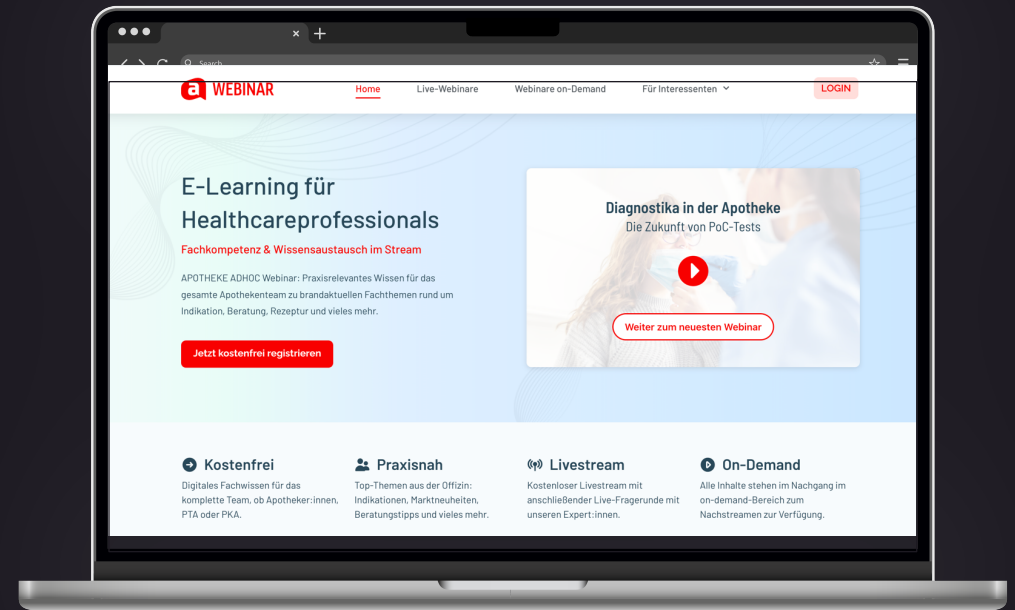 Search
a WEBINAR
Home
Live-Webinare
Webinare on-Demand
Für Interessenten
LOGIN
E-Learning für
Healthcareprofessionals
Fachkompetenz & Wissensaustausch im Stream
APOTHEKE ADHOC Webinar: Praxisrelevantes Wissen für das
gesamte Apothekenteam zu brandaktuellen Fachthemen rund um
Indikation, Beratung, Rezeptur und vieles mehr.
Jetzt kostenfrei registrieren
Diagnostika in der Apotheke
Die Zukunft von PoC-Tests
Weiter zum neuesten Webinar
Kostenfrei
Digitales Fachwissen für das
komplette Team, ob Apotheker:innen,
PTA oder PKA.
Praxisnah
Top-Themen aus der Offizin:
Indikationen, Marktneuheiten,
Beratungstipps und vieles mehr.
Livestream
Kostenloser Livestream mit
anschließender Live-Fragerunde mit
unseren Expert:innen.
On-Demand
Alle Inhalte stehen im Nachgang im
on-demand-Bereich zum
Nachstreamen zur Verfügung.